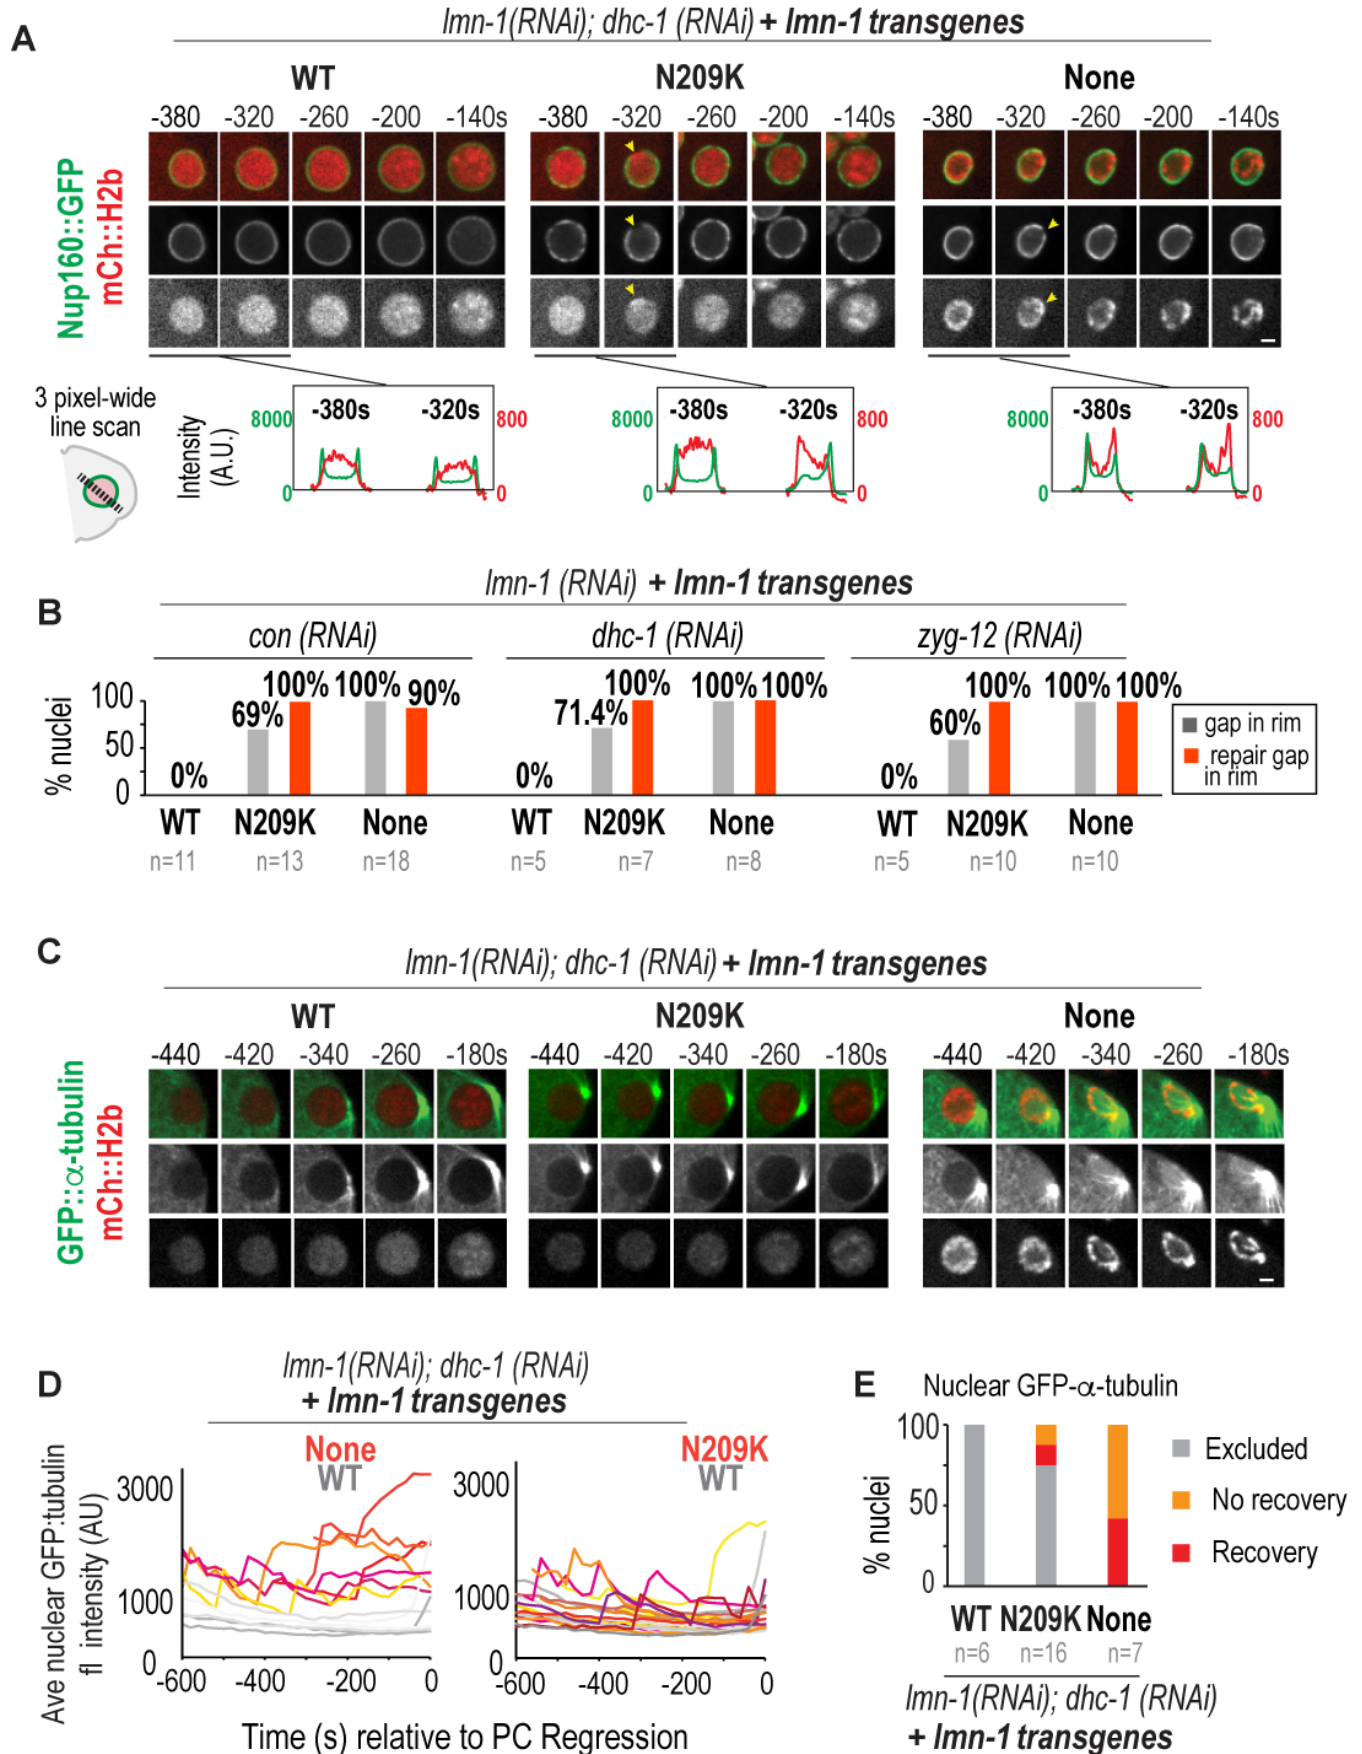 A
lmn-1(RNAi); dhc-1 (RNAi) + lmn-1 transgenes
WT N209K None
-380 -320 -260 -200 -140s -380 -320 -260 -200 -140s -380 -320 -260 -200 -140s
Nup160::GFP
mCh::H2b
3 pixel-wide
line scan
Intensity
(A.U.)
8000 -380s -320s 800
0 0
8000 -380s -320s 800
0 0
8000 -380s -320s 800
0 0
B
lmn-1 (RNAi) + lmn-1 transgenes
con (RNAi) dhc-1 (RNAi) zyg-12 (RNAi)
% nuclei
100
50
0
0% 69% 100% 100% 90%
0% 71.4% 100% 100% 100%
0% 60% 100% 100% 100%
gap in rim
repair gap
in rim
WT N209K None WT N209K None WT N209K None
n=11 n=13 n=18 n=5 n=7 n=8 n=5 n=10 n=10
C
lmn-1(RNAi); dhc-1 (RNAi) + lmn-1 transgenes
WT N209K None
-440 -420 -340 -260 -180s -440 -420 -340 -260 -180s -440 -420 -340 -260 -180s
GFP::α-tubulin
mCh::H2b
D
lmn-1(RNAi); dhc-1 (RNAi)
+ lmn-1 transgenes
None N209K
WT WT
Ave nuclear GFP:tubulin
fl intensity (AU)
3000 3000
1000 1000
0 0
-600 -400 -200 0 -600 -400 -200 0
Time (s) relative to PC Regression
E
Nuclear GFP-α-tubulin
% nuclei
100
50
0
Excluded
No recovery
Recovery
WT N209K None
n=6 n=16 n=7
lmn-1(RNAi); dhc-1 (RNAi)
+ lmn-1 transgenes